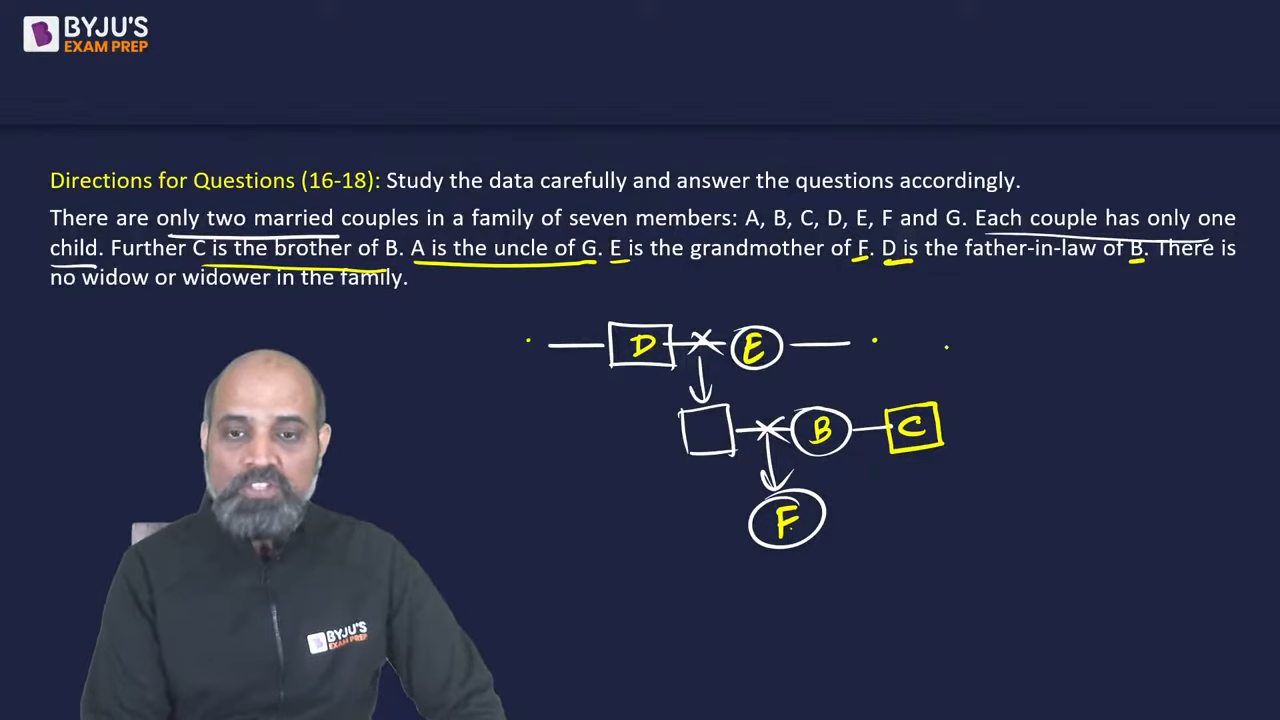 BYJU'S
EXAM PREP
Directions for Questions (16-18): Study the data carefully and answer the questions accordingly.
There are only two married couples in a family of seven members: A, B, C, D, E, F and G. Each couple has only one
child. Further C is the brother of B. A is the uncle of G. E is the grandmother of F. D is the father-in-law of B. There is
no widow or widower in the family.
D E
B C
F
BYJU'S
EXAM PREP